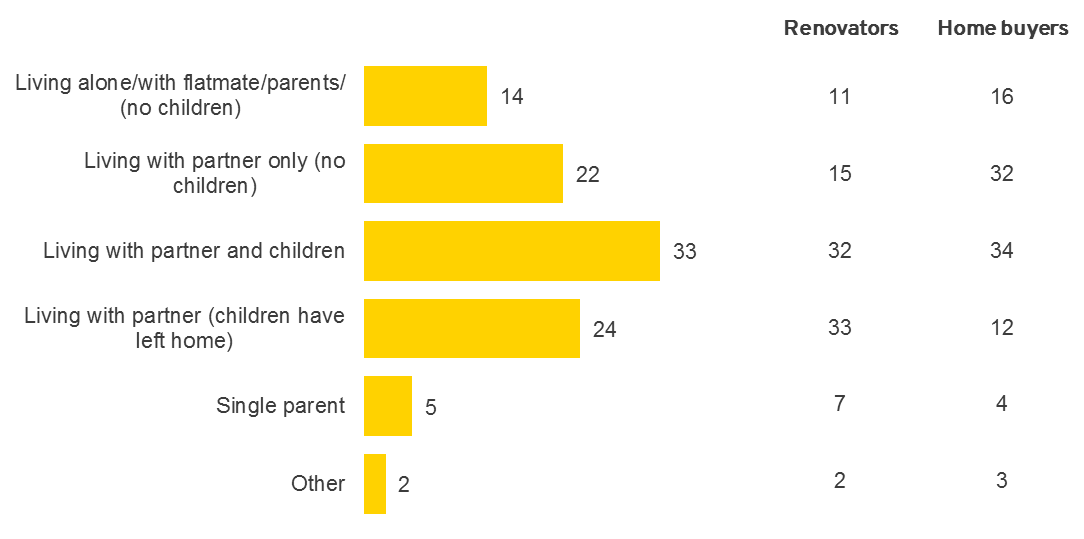 Renovators Home buyers
Living alone/with flatmate/parents/
(no children)
14 11 16
Living with partner only (no
children)
22 15 32
Living with partner and children 33 32 34
Living with partner (children have
left home)
24 33 12
Single parent 5 7 4
Other 2 2 3